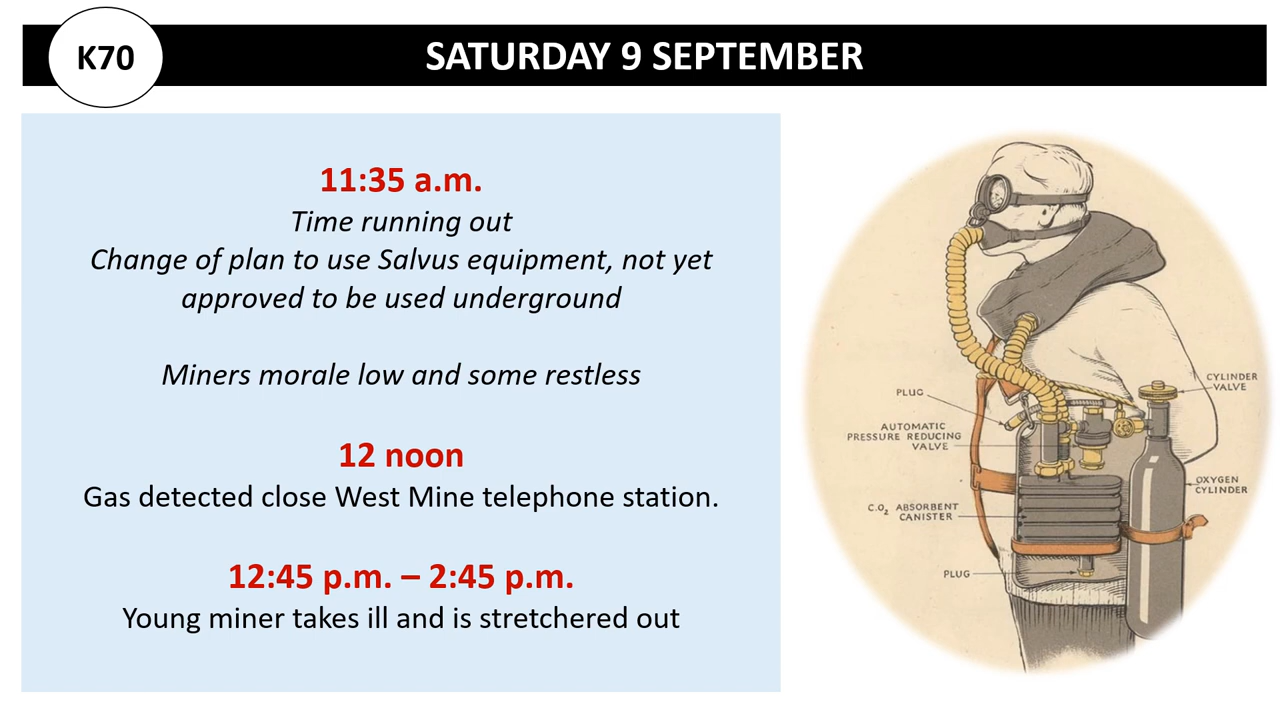 K70
SATURDAY 9 SEPTEMBER
11:35 a.m.
Time running out
Change of plan to use Salvus equipment, not yet
approved to be used underground
Miners morale low and some restless
12 noon
Gas detected close West Mine telephone station.
12:45 p.m. – 2:45 p.m.
Young miner takes ill and is stretchered out
CYLINDER
VALVE
PLUG
AUTOMATIC
PRESSURE REDUCING
VALVE
OXYGEN
CYLINDER
C.O₂ ABSORBENT
CANISTER
PLUG